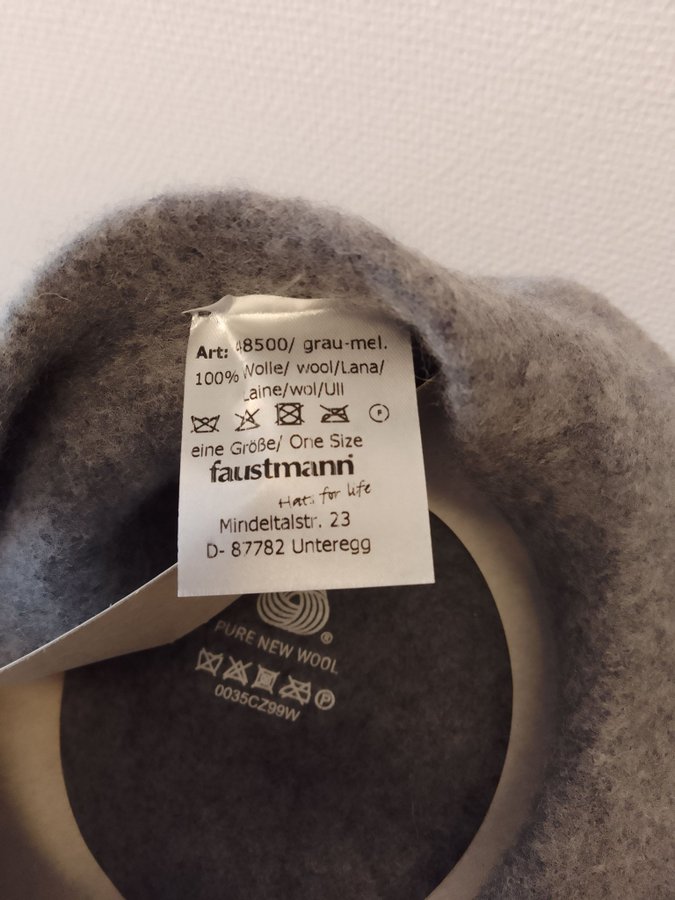 Art: 48500/ grau-mel.
100% Wolle/ wool/Lana/
Laine/wol/Ull
P
eine Größe/ One Size
faustmann
Hats for life
Mindeltalstr. 23
D- 87782 Unteregg
®
PURE NEW WOOL
P
0035CZ99W